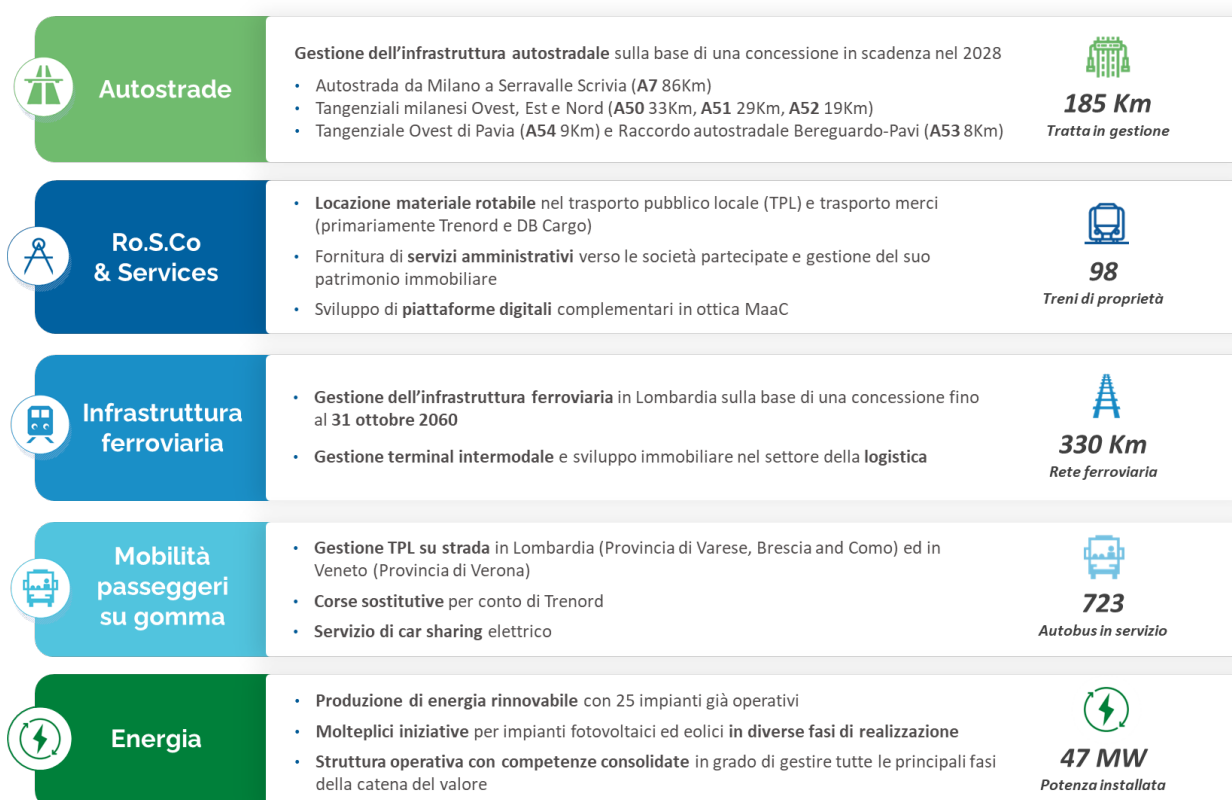 Autostrade
Gestione dell'infrastruttura autostradale sulla base di una concessione in scadenza nel 2028
• Autostrada da Milano a Serravalle Scrivia (A7 86Km)
• Tangenziali milanesi Ovest, Est e Nord (A50 33Km, A51 29Km, A52 19Km)
• Tangenziale Ovest di Pavia (A54 9Km) e Raccordo autostradale Bereguardo-Pavi (A53 8Km)
185 Km
Tratta in gestione
Ro.S.Co
& Services
• Locazione materiale rotabile nel trasporto pubblico locale (TPL) e trasporto merci
(primariamente Trenord e DB Cargo)
• Fornitura di servizi amministrativi verso le società partecipate e gestione del suo
patrimonio immobiliare
• Sviluppo di piattaforme digitali complementari in ottica MaaC
98
Treni di proprietà
Infrastruttura
ferroviaria
• Gestione dell'infrastruttura ferroviaria in Lombardia sulla base di una concessione fino
al 31 ottobre 2060
• Gestione terminal intermodale e sviluppo immobiliare nel settore della logistica
330 Km
Rete ferroviaria
Mobilità
passeggeri
su gomma
• Gestione TPL su strada in Lombardia (Provincia di Varese, Brescia and Como) ed in
Veneto (Provincia di Verona)
• Corse sostitutive per conto di Trenord
• Servizio di car sharing elettrico
723
Autobus in servizio
Energia
• Produzione di energia rinnovabile con 25 impianti già operativi
• Molteplici iniziative per impianti fotovoltaici ed eolici in diverse fasi di realizzazione
• Struttura operativa con competenze consolidate in grado di gestire tutte le principali fasi
della catena del valore
47 MW
Potenza installata